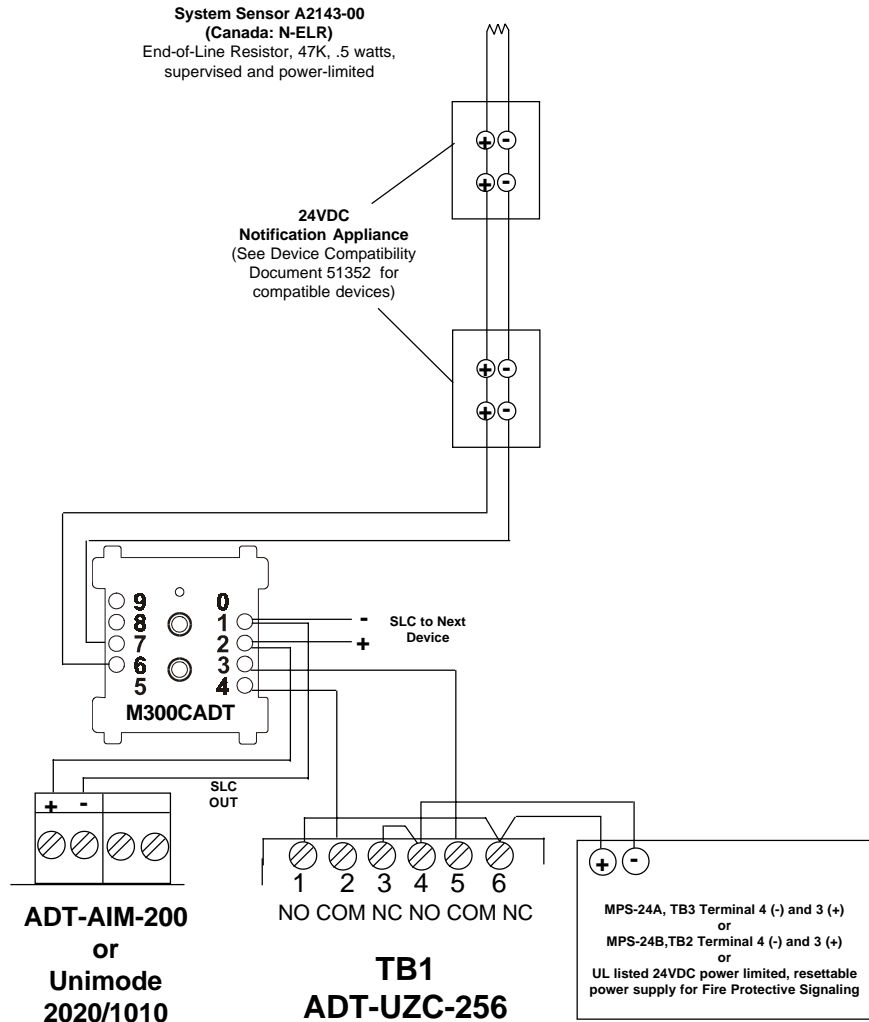 System Sensor A2143-00
(Canada: N-ELR)
End-of-Line Resistor, 47K, .5 watts,
supervised and power-limited
+ -
+ -
24VDC
Notification Appliance
(See Device Compatibility
Document 51352 for
compatible devices)
+ -
+ -
9 0
8 1
7 2
6 3
5 4
M300CADT
- SLC to Next
+ Device
SLC
OUT
+ -
1 2 3 4 5 6
NO COM NC NO COM NC
TB1
ADT-UZC-256
ADT-AIM-200
or
Unimode
2020/1010
+ -
MPS-24A, TB3 Terminal 4 (-) and 3 (+)
or
MPS-24B,TB2 Terminal 4 (-) and 3 (+)
or
UL listed 24VDC power limited, resettable
power supply for Fire Protective Signaling